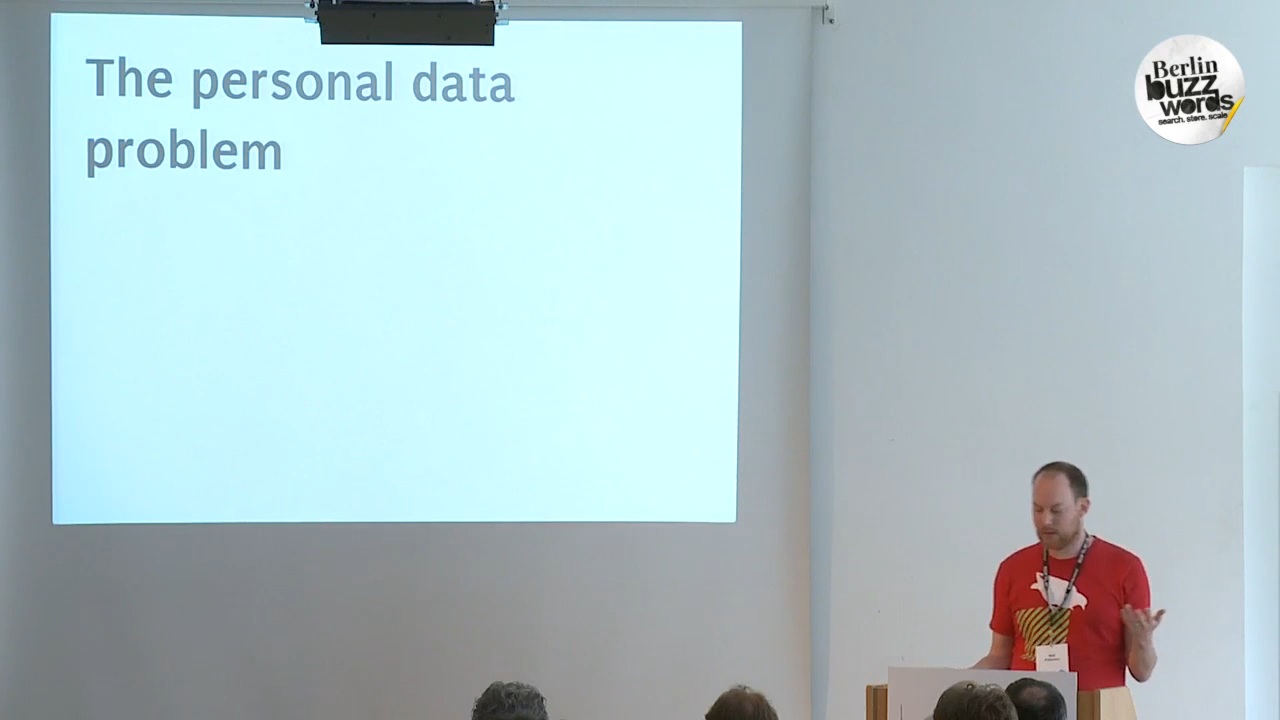 The personal data
problem
Berlin
buzz
words
search. store. scale